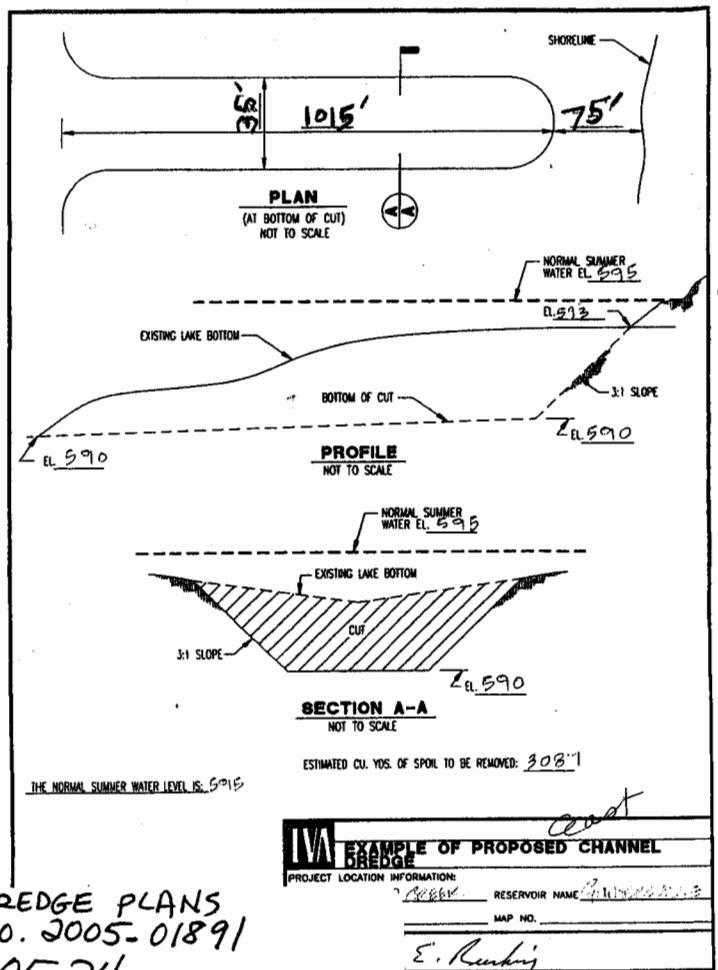 SHORELINE
1015'
75'
PLAN
(AT BOTTOM OF CUT)
NOT TO SCALE
A A
NORMAL SUMMER
WATER EL. 595
EL. 593
EXISTING LAKE BOTTOM
3:1 SLOPE
BOTTOM OF CUT
EL. 590
EL. 590
PROFILE
NOT TO SCALE
NORMAL SUMMER
WATER EL. 595
EXISTING LAKE BOTTOM
CUT
3:1 SLOPE
EL. 590
SECTION A-A
NOT TO SCALE
ESTIMATED CU. YDS. OF SPOIL TO BE REMOVED: 3087
THE NORMAL SUMMER WATER LEVEL IS: 595
TVA
EXAMPLE OF PROPOSED CHANNEL
DREDGE
PROJECT LOCATION INFORMATION:
CREEK RESERVOIR NAME
MAP NO.
REDGE PLANS
O. 2005-01891